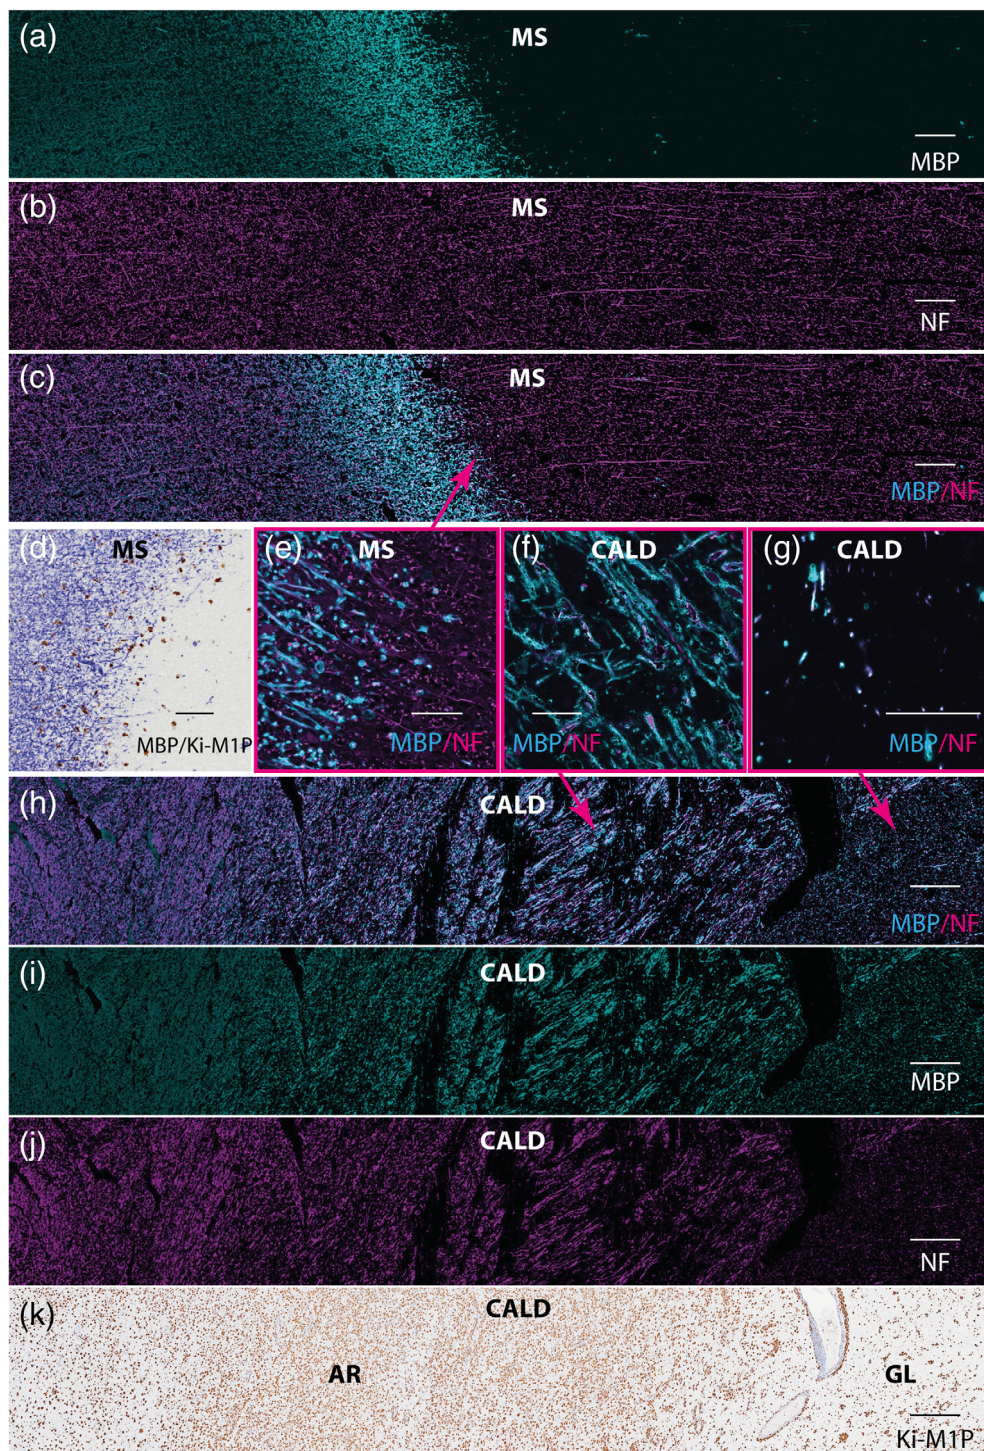 (a)
MS
MBP
(b)
MS
NF
(c)
MS
MBP/NF
(d)
MS
MBP/Ki-M1P
(e)
MS
MBP/NF
(f)
CALD
MBP/NF
(g)
CALD
MBP/NF
(h)
CALD
MBP/NF
(i)
CALD
MBP
(j)
CALD
NF
(k)
CALD
AR
GL
Ki-M1P